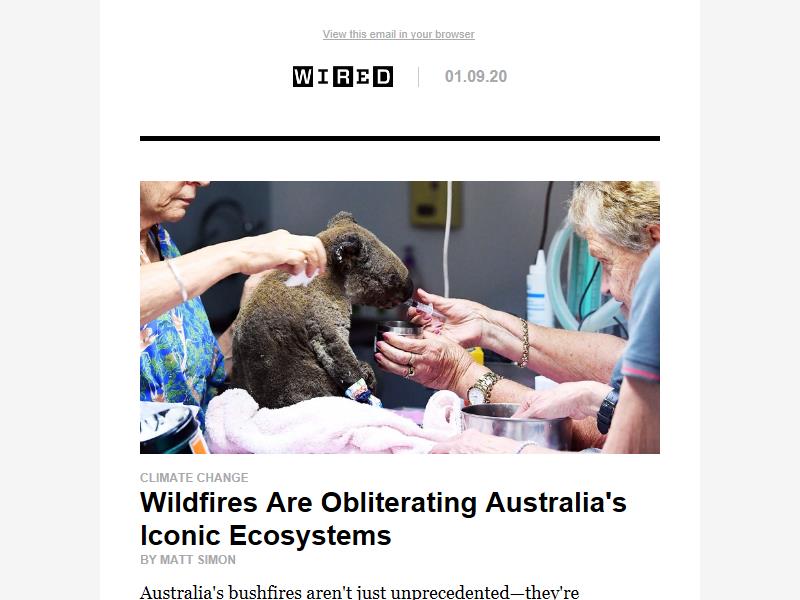 View this email in your browser
WIRED
01.09.20
CLIMATE CHANGE
Wildfires Are Obliterating Australia's
Iconic Ecosystems
BY MATT SIMON
Australia's bushfires aren't just unprecedented—they're